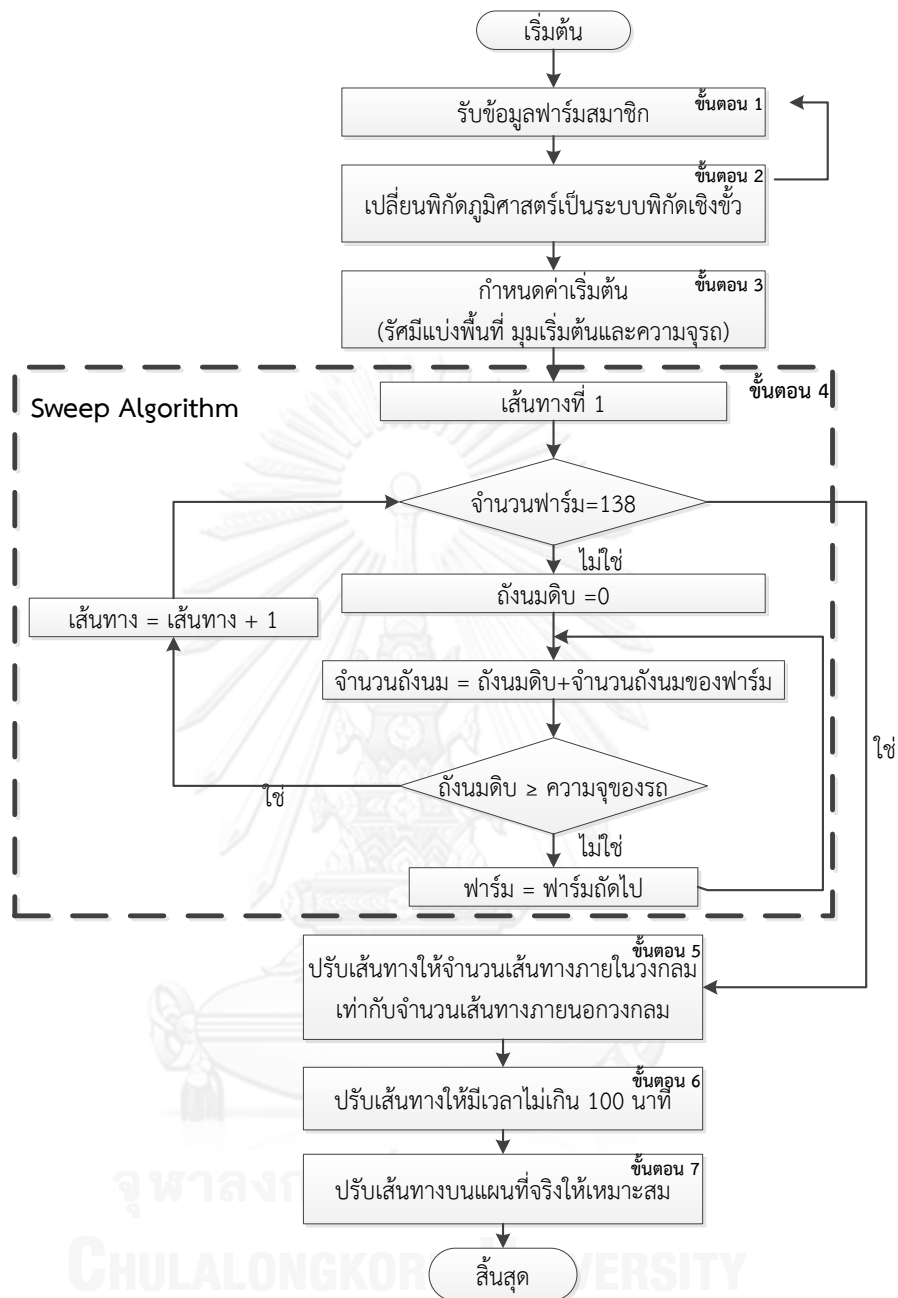 เริ่มต้น
ขั้นตอน 1
รับข้อมูลฟาร์มสมาชิก
ขั้นตอน 2
เปลี่ยนพิกัดภูมิศาสตร์เป็นระบบพิกัดเชิงขั้ว
ขั้นตอน 3
กำหนดค่าเริ่มต้น
(รัศมีแบ่งพื้นที่ มุมเริ่มต้นและความจุรถ)
ขั้นตอน 4
Sweep Algorithm
เส้นทางที่ 1
จำนวนฟาร์ม=138
ไม่ใช่
ถังนมดิบ =0
เส้นทาง = เส้นทาง + 1
จำนวนถังนม = ถังนมดิบ+จำนวนถังนมของฟาร์ม
ใช่
ถังนมดิบ ≥ ความจุของรถ
ใช่
ไม่ใช่
ฟาร์ม = ฟาร์มถัดไป
ขั้นตอน 5
ปรับเส้นทางให้จำนวนเส้นทางภายในวงกลม
เท่ากับจำนวนเส้นทางภายนอกวงกลม
ขั้นตอน 6
ปรับเส้นทางให้มีเวลาไม่เกิน 100 นาที
ขั้นตอน 7
ปรับเส้นทางบนแผนที่จริงให้เหมาะสม
สิ้นสุด